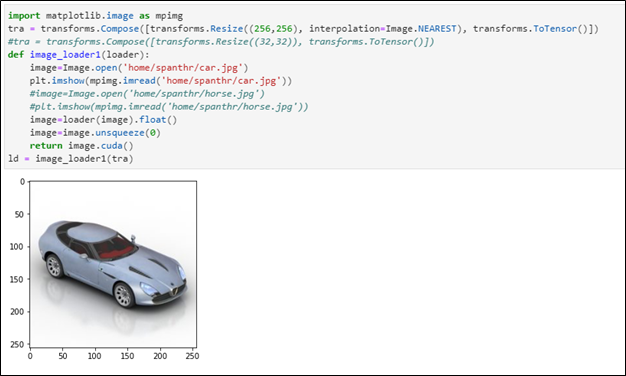 import matplotlib.image as mpimg
tra = transforms.Compose([transforms.Resize((256,256), interpolation=Image.NEAREST), transforms.ToTensor()])
#tra = transforms.Compose([transforms.Resize((32,32)), transforms.ToTensor()])
def image_loader1(loader):
    image=Image.open('home/spanthr/car.jpg')
    plt.imshow(mpimg.imread('home/spanthr/car.jpg'))
    #image=Image.open('home/spanthr/horse.jpg')
    #plt.imshow(mpimg.imread('home/spanthr/horse.jpg'))
    image=loader(image).float()
    image=image.unsqueeze(0)
    return image.cuda()
ld = image_loader1(tra)
0
50
100
150
200
250
0 50 100 150 200 250